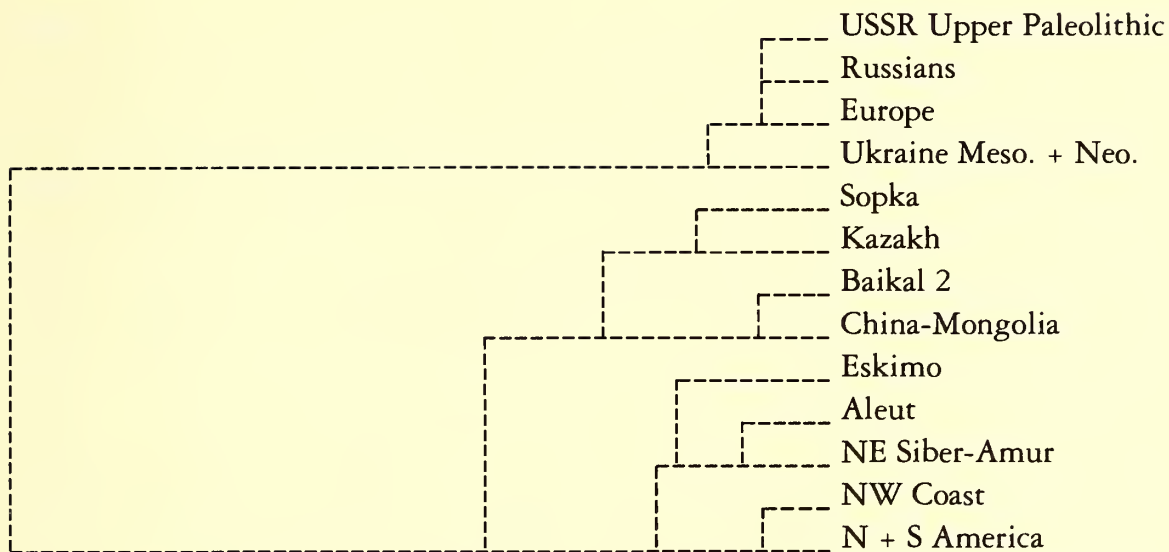 USSR Upper Paleolithic
Russians
Europe
Ukraine Meso. + Neo.
Sopka
Kazakh
Baikal 2
China-Mongolia
Eskimo
Aleut
NE Siber-Amur
NW Coast
N + S America